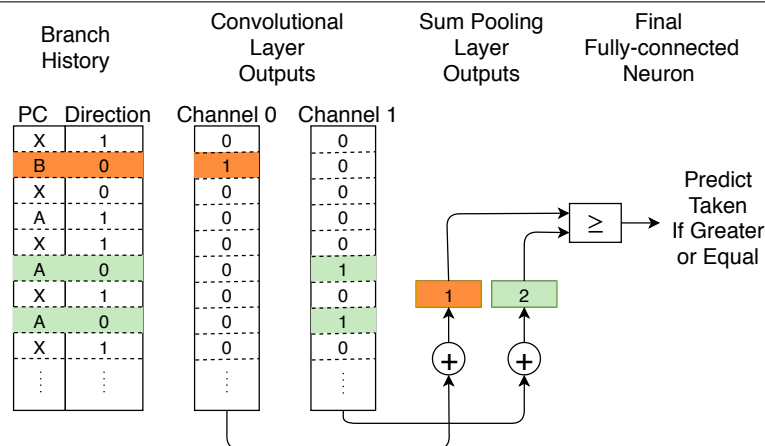 Branch
History
Convolutional
Layer
Outputs
Sum Pooling
Layer
Outputs
Final
Fully-connected
Neuron
PC Direction Channel 0 Channel 1
X 1 0 0
B 0 1 0
X 0 0 0
A 1 0 0
X 1 0 0
A 0 0 1
X 1 0 0
A 0 0 1
X 1 0 0
⋮ ⋮ ⋮ ⋮
1 2
+ +
≥
Predict
Taken
If Greater
or Equal